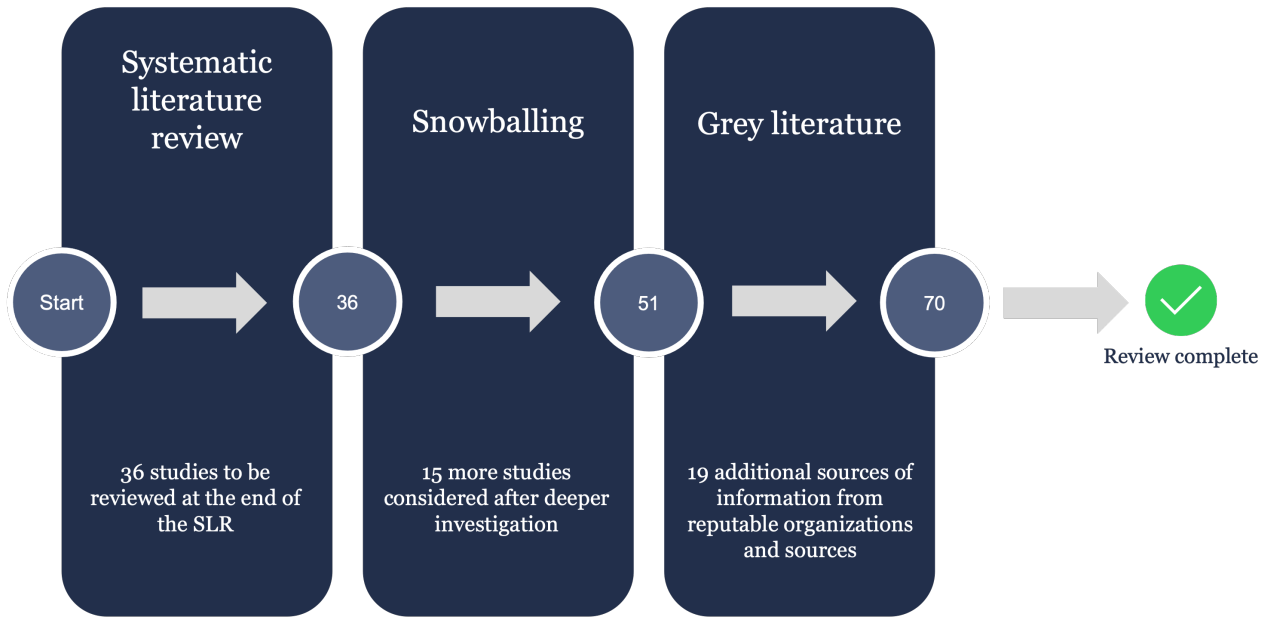 Systematic
literature
review
Snowballing
Grey literature
Start
36
51
70
Review complete
36 studies to be
reviewed at the end of
the SLR
15 more studies
considered after deeper
investigation
19 additional sources of
information from
reputable organizations
and sources